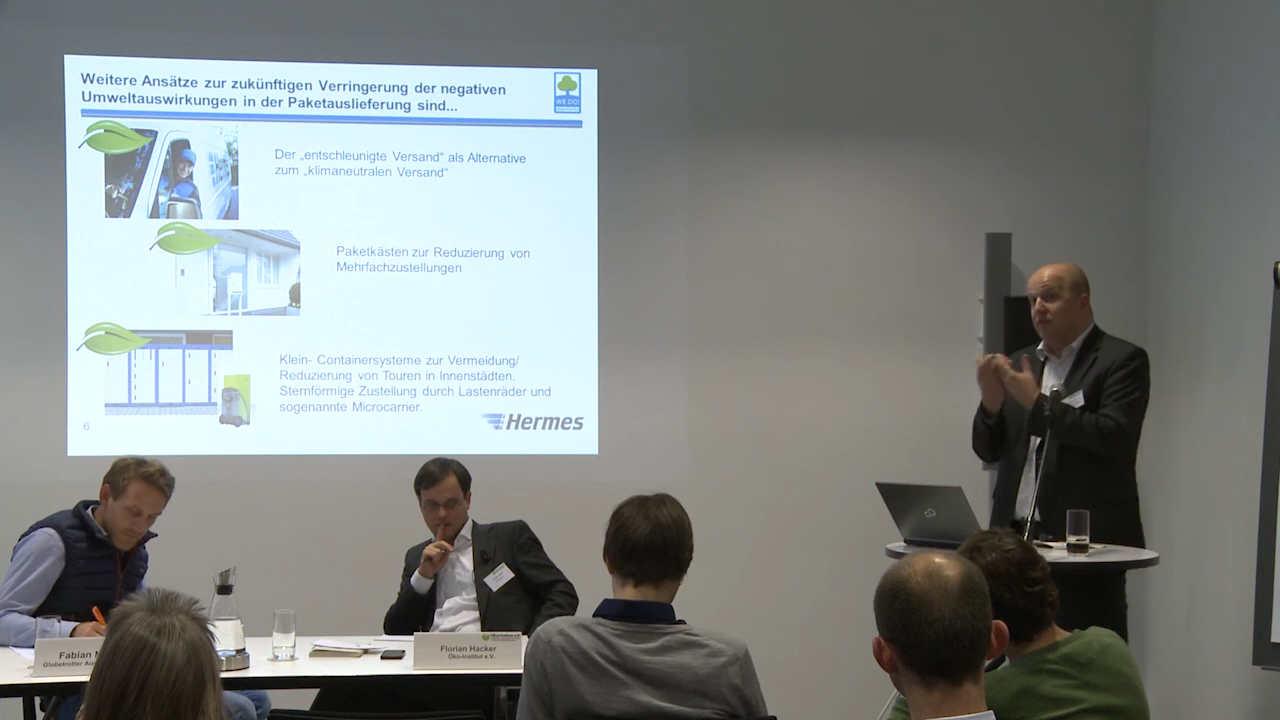 Weitere Ansätze zur zukünftigen Verringerung der negativen
Umweltauswirkungen in der Paketauslieferung sind...
WE DO!
Der „entschleunigte Versand“ als Alternative
zum „klimaneutralen Versand“
Paketkästen zur Reduzierung von
Mehrfachzustellungen
Klein- Containersysteme zur Vermeidung/
Reduzierung von Touren in Innenstädten.
Sternförmige Zustellung durch Lastenräder und
sogenannte Microcarrier.
6
Hermes
Fabian
Globetrotter
Florian Hacker
Öko-Institut e.V.